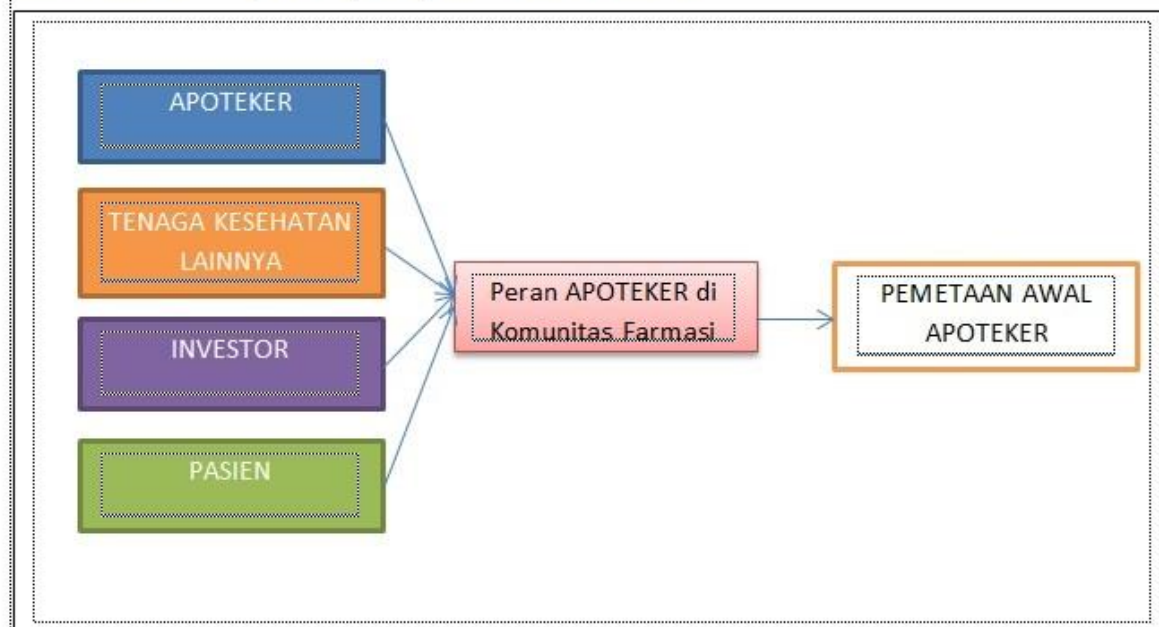 APOTEKER
TENAGA KESEHATAN
LAINNYA
INVESTOR
PASIEN
Peran APOTEKER di
Komunitas Farmasi
PEMETAAN AWAL
APOTEKER